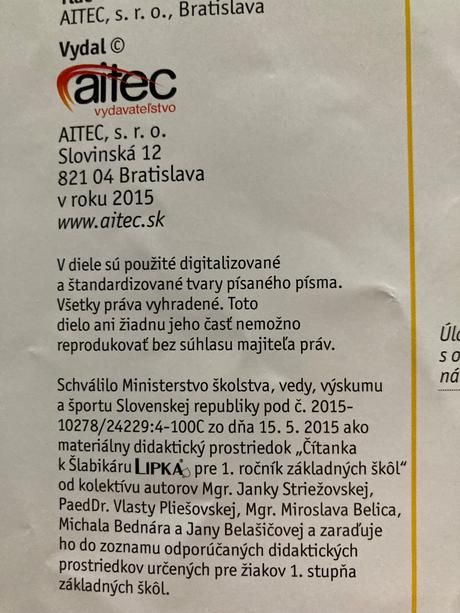 AITEC, s. r. o., Bratislava
Vydal ©
aitec
vydavateľstvo
AITEC, s. r. o.
Slovinská 12
821 04 Bratislava
v roku 2015
www.aitec.sk
V diele sú použité digitalizované
a štandardizované tvary písaného písma.
Všetky práva vyhradené. Toto
dielo ani žiadnu jeho časť nemožno
reprodukovať bez súhlasu majiteľa práv.
Schválilo Ministerstvo školstva, vedy, výskumu
a športu Slovenskej republiky pod č. 2015-
10278/24229:4-100C zo dňa 15. 5. 2015 ako
materiálny didaktický prostriedok „Čítanka
k Šlabikáru LIPKA pre 1. ročník základných škôl“
od kolektívu autorov Mgr. Janky Striežovskej,
PaedDr. Vlasty Pliešovskej, Mgr. Miroslava Belica,
Michala Bednára a Jany Belašičovej a zaraďuje
ho do zoznamu odporúčaných didaktických
prostriedkov určených pre žiakov 1. stupňa
základných škôl.
s o
ná